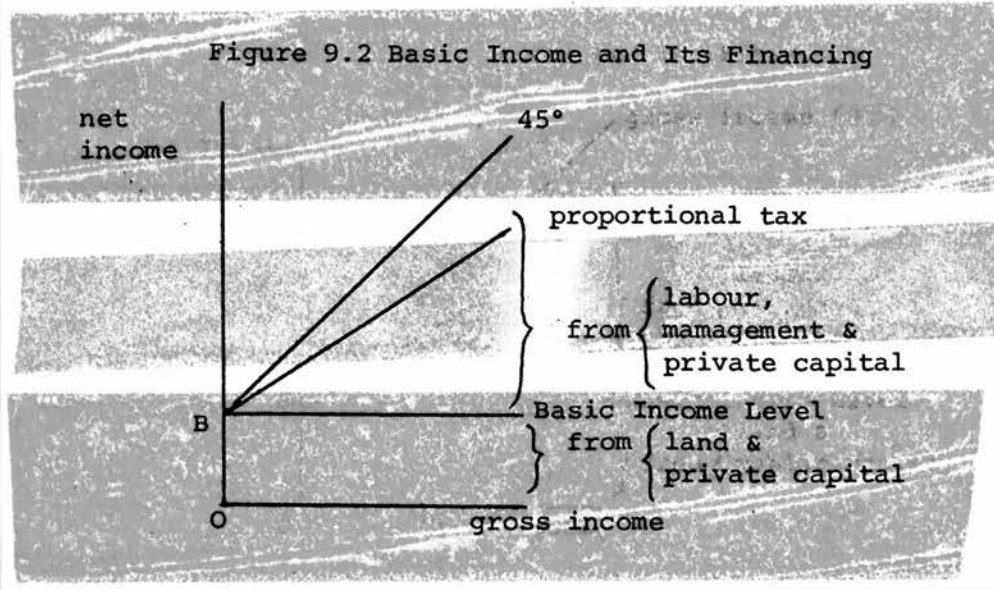 Figure 9.2 Basic Income and Its Financing
net
income
45°
proportional tax
from
labour,
mamagement &
private capital
B
Basic Income Level
from
land &
private capital
O
gross income